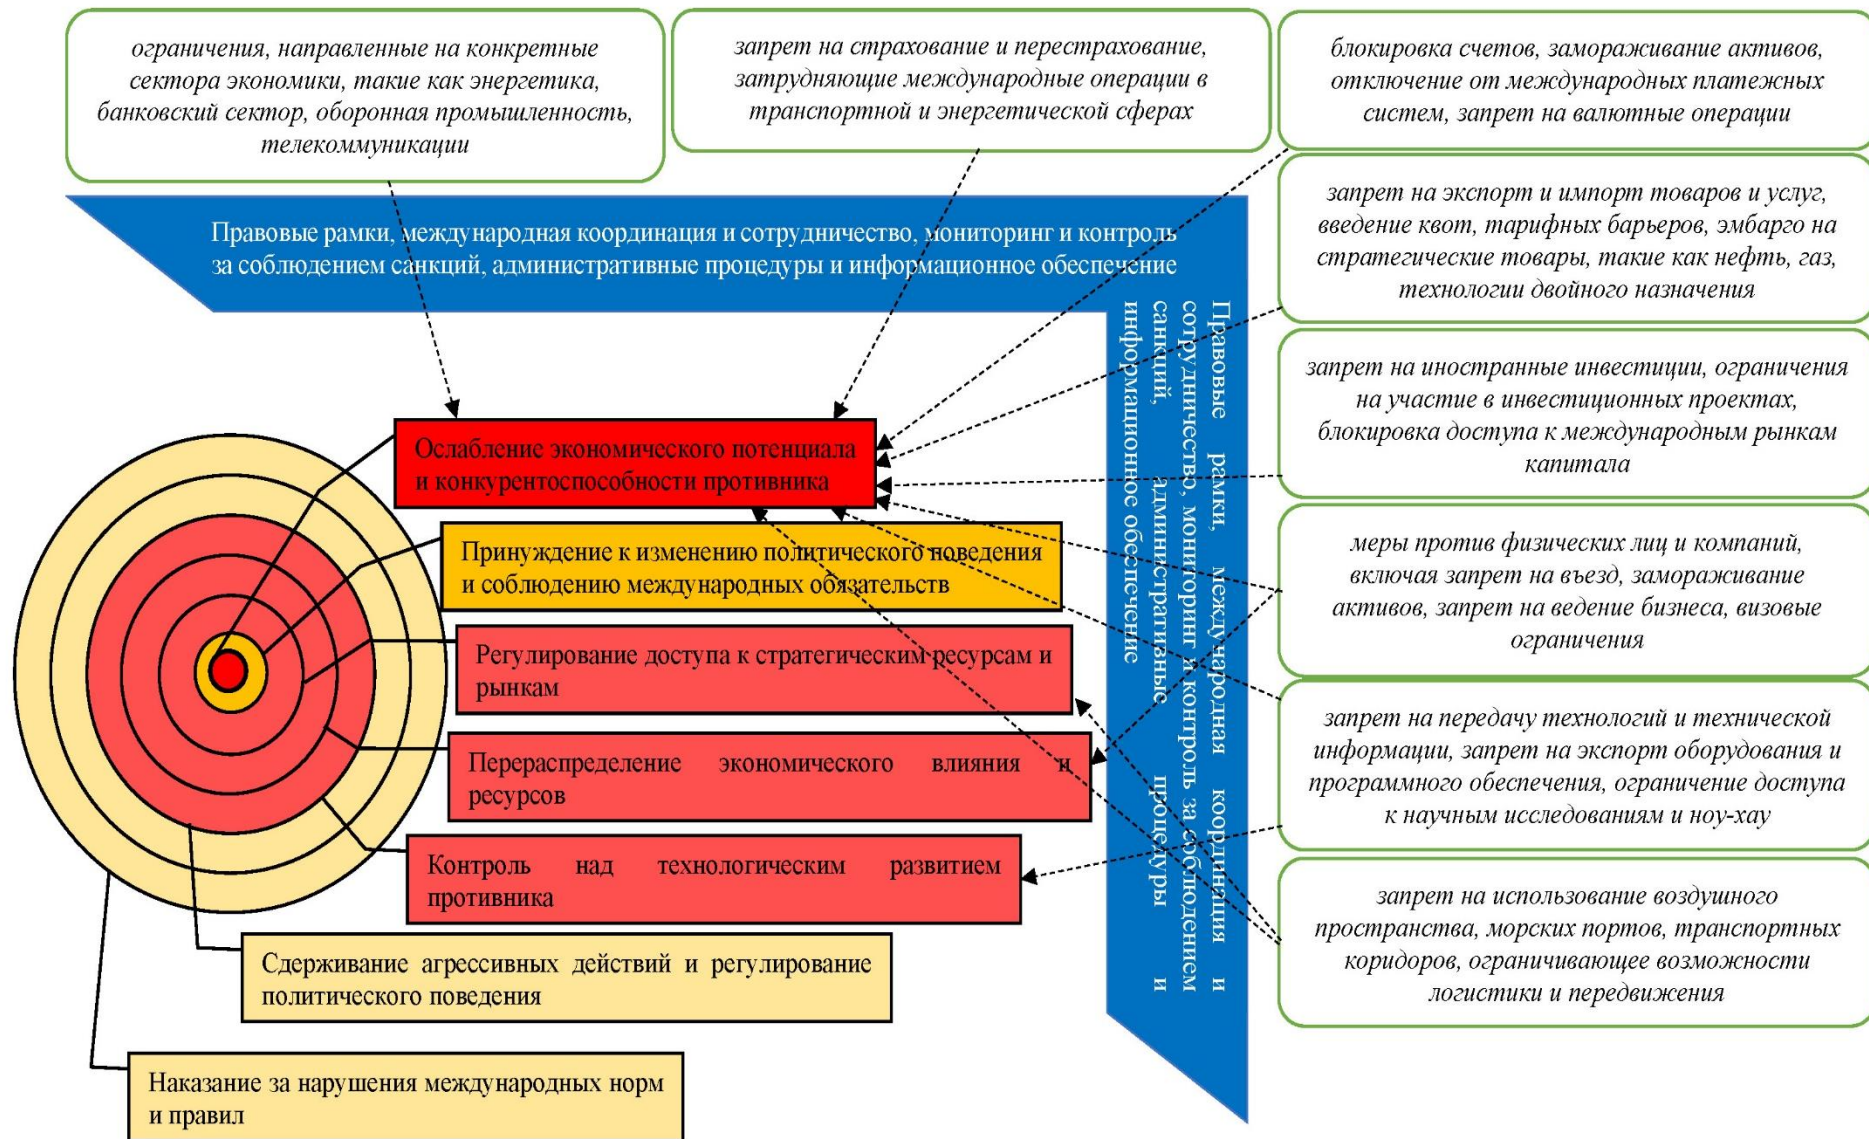 ограничения, направленные на конкретные
сектора экономики, такие как энергетика,
банковский сектор, оборонная промышленность,
телекоммуникации
запрет на страхование и перестрахование,
затрудняющие международные операции в
транспортной и энергетической сферах
блокировка счетов, замораживание активов,
отключение от международных платежных
систем, запрет на валютные операции
запрет на экспорт и импорт товаров и услуг,
введение квот, тарифных барьеров, эмбарго на
стратегические товары, такие как нефть, газ,
технологии двойного назначения
запрет на иностранные инвестиции, ограничения
на участие в инвестиционных проектах,
блокировка доступа к международным рынкам
капитала
меры против физических лиц и компаний,
включая запрет на въезд, замораживание
активов, запрет на ведение бизнеса, визовые
ограничения
запрет на передачу технологий и технической
информации, запрет на экспорт оборудования и
программного обеспечения, ограничение доступа
к научным исследованиям и ноу-хау
запрет на использование воздушного
пространства, морских портов, транспортных
коридоров, ограничивающее возможности
логистики и передвижения
Правовые рамки, международная координация и сотрудничество, мониторинг и контроль
за соблюдением санкций, административные процедуры и информационное обеспечение
Правовые рамки, международная координация и
сотрудничество, мониторинг и контроль за соблюдением
санкций, административные процедуры и
информационное обеспечение
Ослабление экономического потенциала
и конкурентоспособности противника
Принуждение к изменению политического поведения
и соблюдению международных обязательств
Регулирование доступа к стратегическим ресурсам и
рынкам
Перераспределение экономического влияния и
ресурсов
Контроль над технологическим развитием
противника
Сдерживание агрессивных действий и регулирование
политического поведения
Наказание за нарушения международных норм
и правил